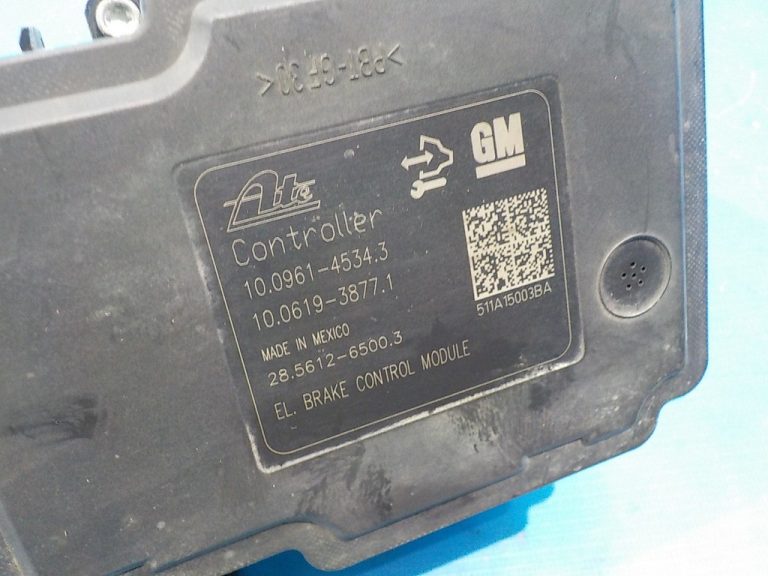 >PBT-GF30<
Ate
GM
Controller
10.0961-4534.3
10.0619-3877.1
511A15003BA
MADE IN MEXICO
28.5612-6500.3
EL. BRAKE CONTROL MODULE